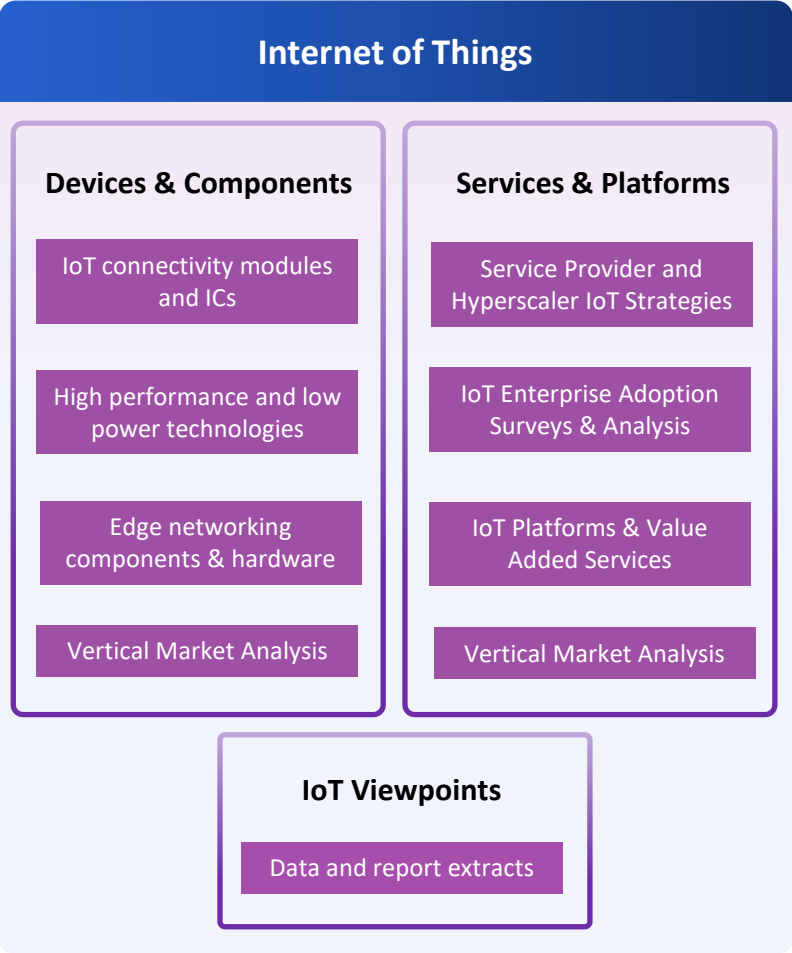 Internet of Things
Devices & Components
IoT connectivity modules
and ICs
High performance and low
power technologies
Edge networking
components & hardware
Vertical Market Analysis
Services & Platforms
Service Provider and
Hyperscaler IoT Strategies
IoT Enterprise Adoption
Surveys & Analysis
IoT Platforms & Value
Added Services
Vertical Market Analysis
IoT Viewpoints
Data and report extracts